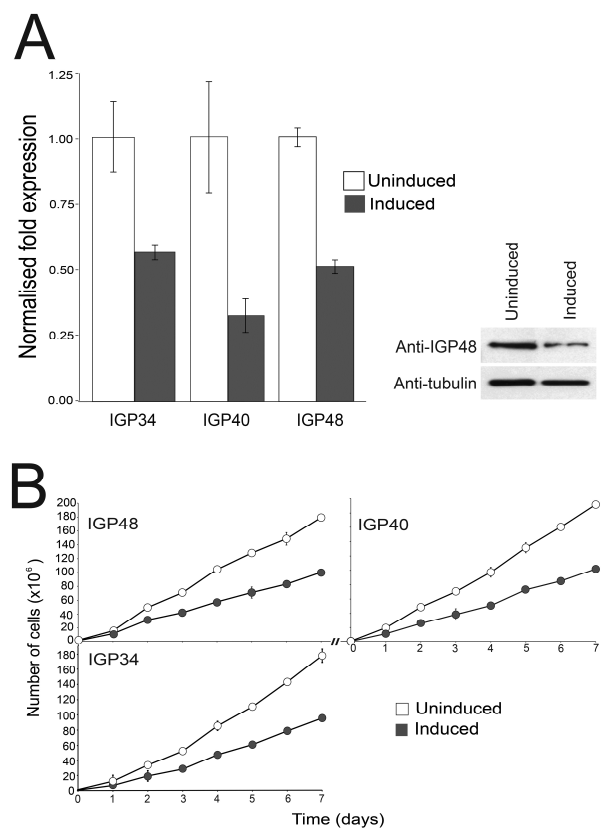 A
Normalised fold expression
1.25
1.00
0.75
0.50
0.25
0.00
IGP34 IGP40 IGP48
Uninduced
Induced
Uninduced Induced
Anti-IGP48
Anti-tubulin
B
Number of cells (x10⁶)
IGP48
200
180
160
140
120
100
80
60
40
20
0
IGP40
0 1 2 3 4 5 6 7
IGP34
180
160
140
120
100
80
60
40
20
0
0 1 2 3 4 5 6 7
Uninduced
Induced
Time (days)